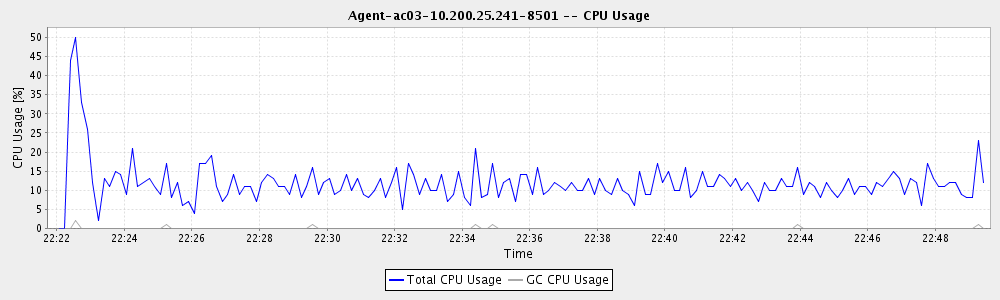 Agent-ac03-10.200.25.241-8501 -- CPU Usage
CPU Usage [%]
50
45
40
35
30
25
20
15
10
5
0
22:22 22:24 22:26 22:28 22:30 22:32 22:34 22:36 22:38 22:40 22:42 22:44 22:46 22:48
Time
Total CPU Usage GC CPU Usage